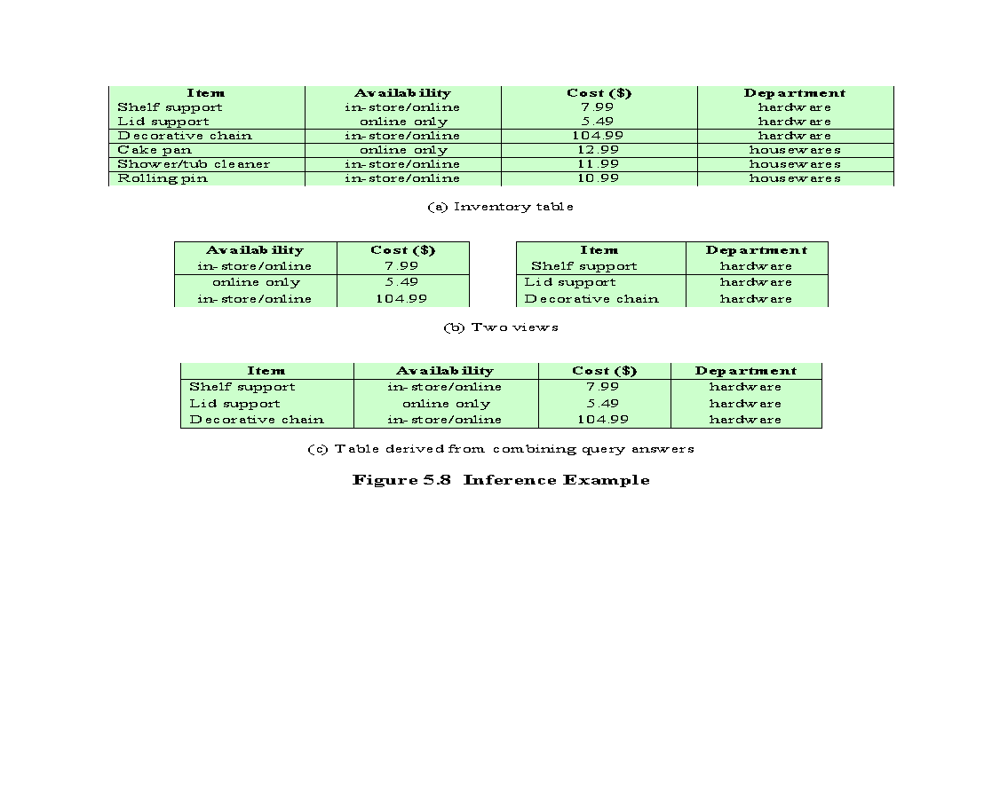 Item Availability Cost ($) Department
Shelf support in-store/online 7.99 hardware
Lid support online only 5.49 hardware
Decorative chain in-store/online 104.99 hardware
Cake pan online only 12.99 housewares
Shower/tub cleaner in-store/online 11.99 housewares
Rolling pin in-store/online 10.99 housewares
(a) Inventory table
Availability Cost ($)
in-store/online 7.99
online only 5.49
in-store/online 104.99
Item Department
Shelf support hardware
Lid support hardware
Decorative chain hardware
(b) Two views
Item Availability Cost ($) Department
Shelf support in-store/online 7.99 hardware
Lid support online only 5.49 hardware
Decorative chain in-store/online 104.99 hardware
(c) Table derived from combining query answers
Figure 5.8 Inference Example